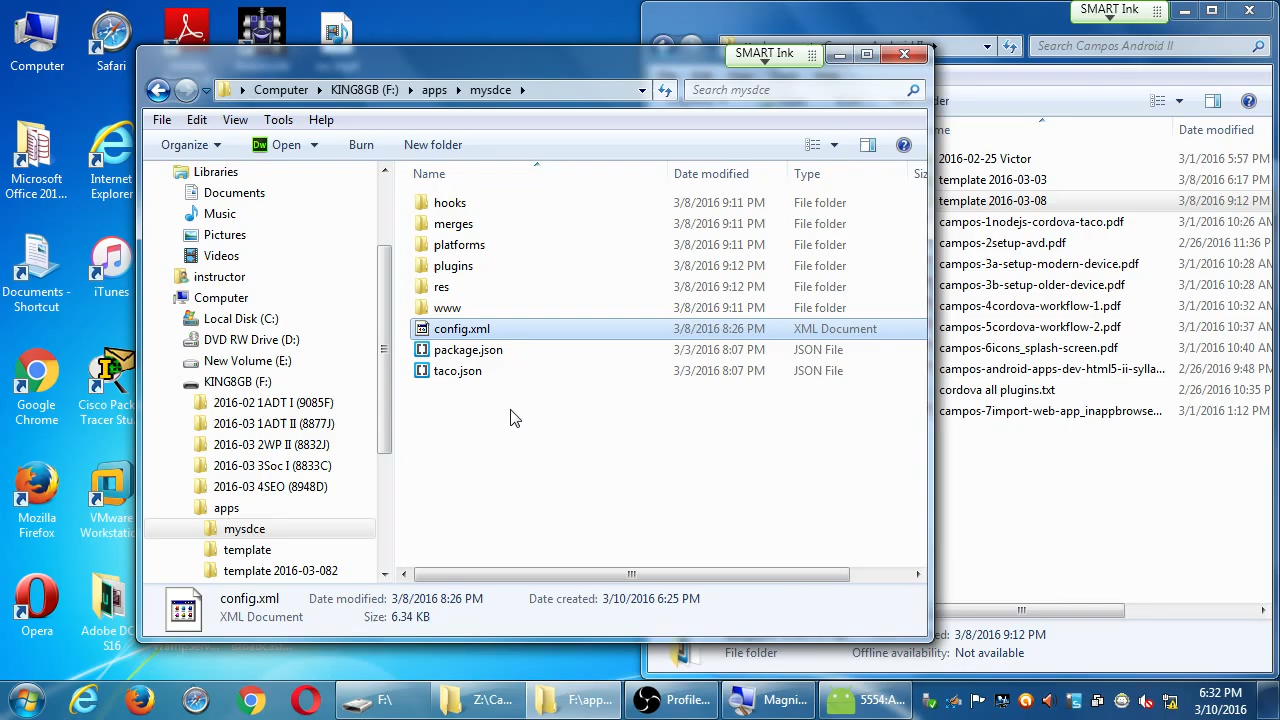 SMART Ink
Search Campos Android II
Computer
Safari
SMART Ink
Computer
KING8GB (F:)
apps
mysdce
Search mysdce
File
Edit
View
Tools
Help
Organize
Open
Burn
New folder
Name
Date modified
Type
Date modified
Libraries
Documents
Music
Pictures
Videos
instructor
Computer
Local Disk (C:)
DVD RW Drive (D:)
New Volume (E:)
KING8GB (F:)
2016-02 1ADT I (9085F)
2016-03 1ADT II (8877J)
2016-03 2WP II (8832J)
2016-03 3Soc I (8833C)
2016-03 4SEO (8948D)
apps
mysdce
template
template 2016-03-082
hooks 3/8/2016 9:11 PM File folder
merges 3/8/2016 9:11 PM File folder
platforms 3/8/2016 9:11 PM File folder
plugins 3/8/2016 9:12 PM File folder
res 3/8/2016 9:12 PM File folder
www 3/8/2016 9:11 PM File folder
config.xml 3/8/2016 8:26 PM XML Document
package.json 3/3/2016 8:07 PM JSON File
taco.json 3/3/2016 8:07 PM JSON File
2016-02-25 Victor 3/1/2016 5:57 PM
template 2016-03-03 3/8/2016 6:17 PM
template 2016-03-08 3/8/2016 9:12 PM
campos-1nodejs-cordova-taco.pdf 3/1/2016 10:26 AM
campos-2setup-avd.pdf 2/26/2016 11:36 P
campos-3a-setup-modern-device.pdf 3/1/2016 10:26 AM
campos-3b-setup-older-device.pdf 3/1/2016 10:28 AM
campos-4cordova-workflow-1.pdf 3/1/2016 10:32 AM
campos-5cordova-workflow-2.pdf 3/1/2016 10:32 AM
campos-6icons_splash-screen.pdf 3/1/2016 10:33 AM
campos-android-apps-dev-html5-ii-sylla... 2/26/2016 9:48 A
cordova all plugins.txt 2/26/2016 10:35 P
campos-7import-web-app_inappbrowse... 3/1/2016 1:12 PM
config.xml Date modified: 3/8/2016 8:26 PM Date created: 3/10/2016 6:25 PM
XML Document Size: 6.34 KB
3/8/2016 9:12 PM
File folder Offline availability: Not available
Microsoft
Office 201...
Internet
Explorer
Documents -
Shortcut
iTunes
Google
Chrome
Cisco Pack
Tracer Stu...
Mozilla
Firefox
VMware
Workstatio
Opera
Adobe DC
S16
F:\
Z:\Ca...
F:\app...
Profile...
Magni...
5554:A...
6:32 PM
3/10/2016